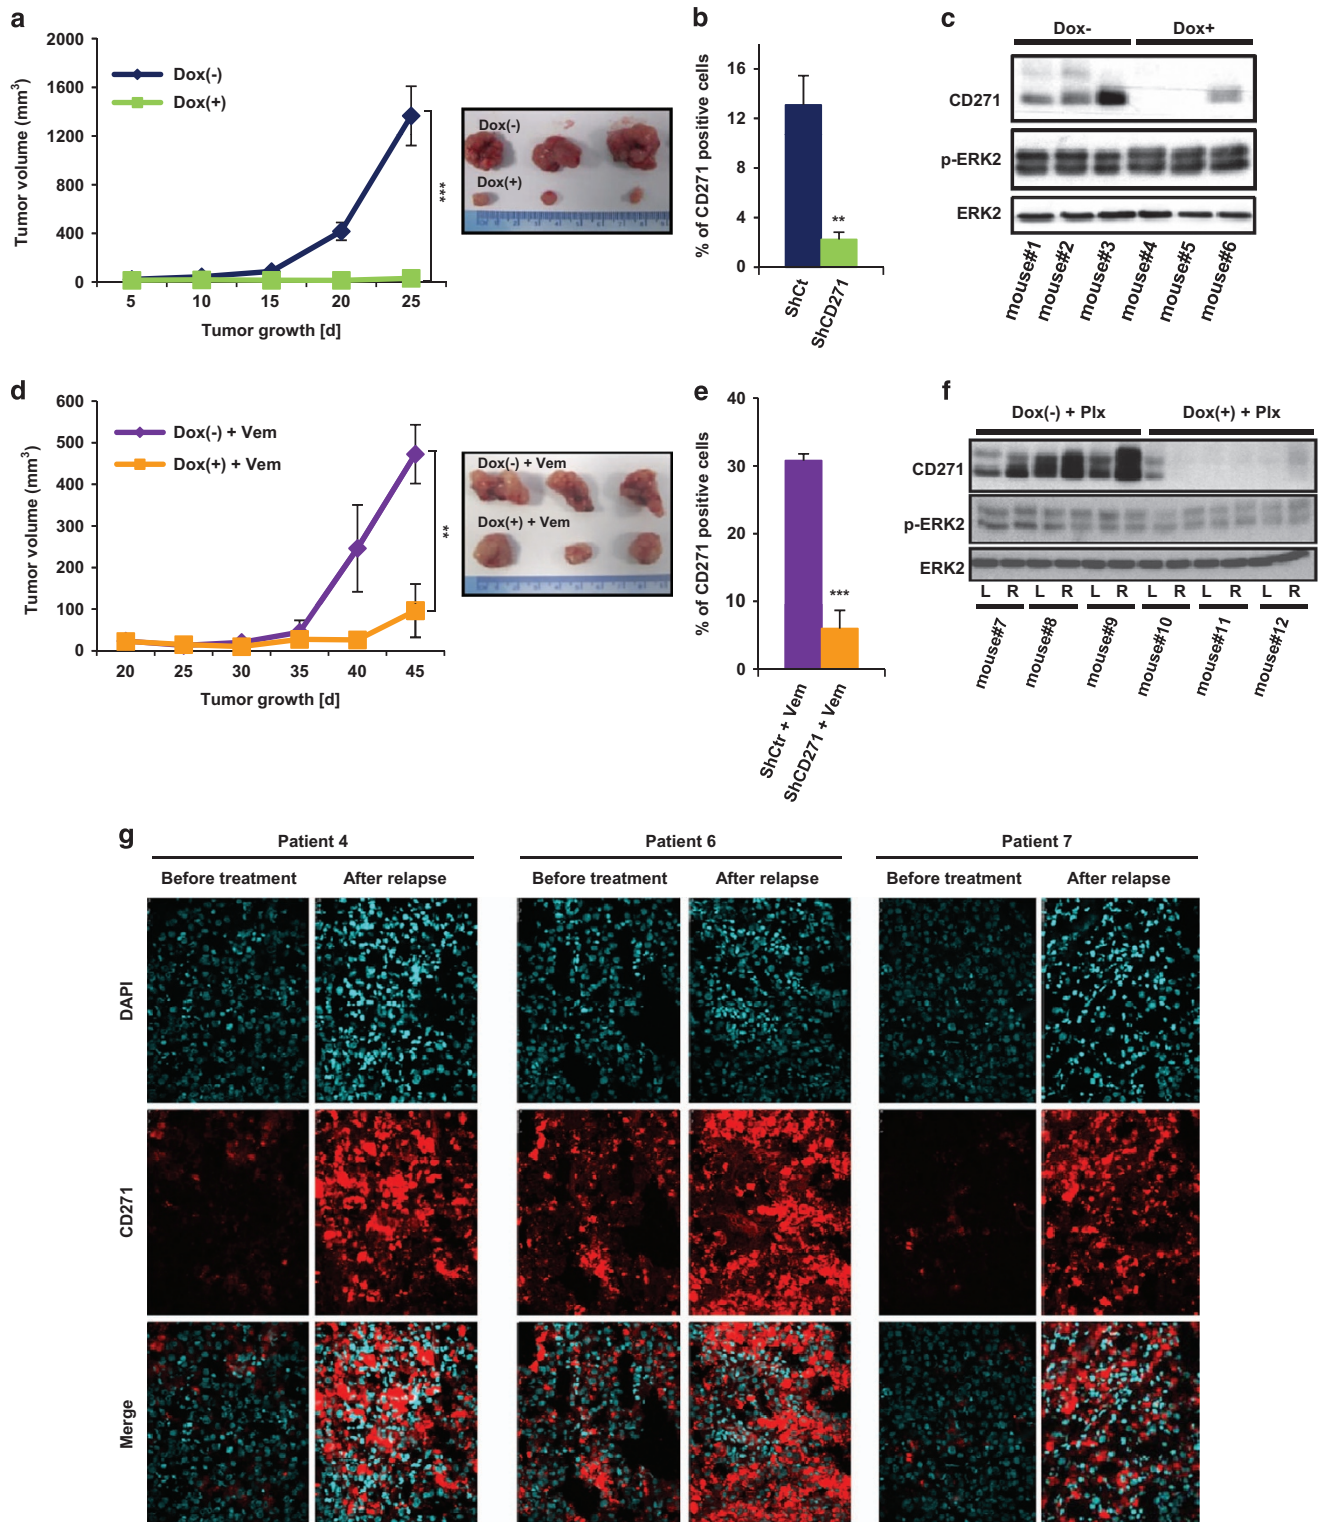 a
Tumor volume (mm3)
2000
1600
1200
800
400
0
5 10 15 20 25
Tumor growth [d]
Dox(-)
Dox(+)
***
Dox(-)
Dox(+)
b
% of CD271 positive cells
16
12
8
4
0
**
ShCt
ShCD271
c
Dox- Dox+
CD271
p-ERK2
ERK2
mouse#1
mouse#2
mouse#3
mouse#4
mouse#5
mouse#6
d
Tumor volume (mm3)
600
500
400
300
200
100
0
20 25 30 35 40 45
Tumor growth [d]
Dox(-) + Vem
Dox(+) + Vem
**
Dox(-) + Vem
Dox(+) + Vem
e
% of CD271 positive cells
40
30
20
10
0
***
ShCtr + Vem
ShCD271 + Vem
f
Dox(-) + Plx Dox(+) + Plx
CD271
p-ERK2
ERK2
L R L R L R L R L R L R
mouse#7
mouse#8
mouse#9
mouse#10
mouse#11
mouse#12
g
Patient 4 Patient 6 Patient 7
Before treatment After relapse Before treatment After relapse Before treatment After relapse
DAPI
CD271
Merge